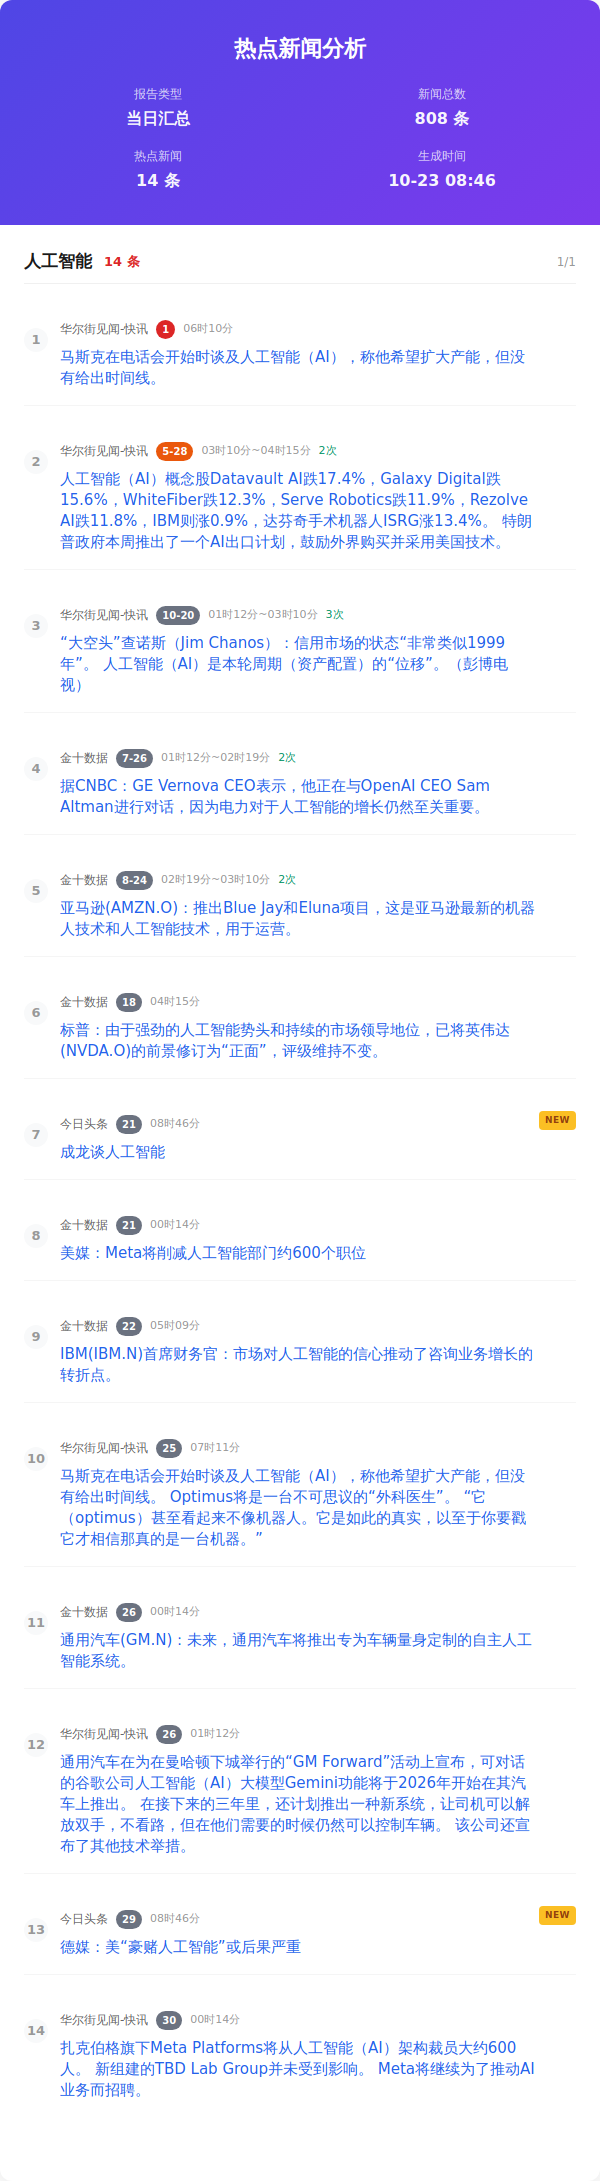 热点新闻分析
报告类型
新闻总数
当日汇总
808 条
热点新闻
生成时间
14 条
10-23 08:46
人工智能 14 条 1/1
1 华尔街见闻-快讯 1 06时10分
马斯克在电话会开始时谈及人工智能（AI），称他希望扩大产能，但没
有给出时间线。
2 华尔街见闻-快讯 5-28 03时10分~04时15分 2次
人工智能（AI）概念股Datavault AI跌17.4%，Galaxy Digital跌
15.6%，WhiteFiber跌12.3%，Serve Robotics跌11.9%，Rezolve
AI跌11.8%，IBM则涨0.9%，达芬奇手术机器人ISRG涨13.4%。 特朗
普政府本周推出了一个AI出口计划，鼓励外国购买并采用美国技术。
3 华尔街见闻-快讯 10-20 01时12分~03时10分 3次
“大空头”查诺斯（Jim Chanos）：信用市场的状态“非常类似1999
年”。 人工智能（AI）是本轮周期（资产配置）的“位移”。（彭博电
视）
4 金十数据 7-26 01时12分~02时19分 2次
据CNBC：GE Vernova CEO表示，他正在与OpenAI CEO Sam
Altman进行对话，因为电力对于人工智能的增长仍然至关重要。
5 金十数据 8-24 02时19分~03时10分 2次
亚马逊(AMZN.O)：推出Blue Jay和Eluna项目，这是亚马逊最新的机器
人技术和人工智能技术，用于运营。
6 金十数据 18 04时15分
标普：由于强劲的人工智能势头和持续的市场领导地位，已将英伟达
(NVDA.O)的前景修订为“正面”，评级维持不变。
7 今日头条 21 08时46分 NEW
成龙谈人工智能
8 金十数据 21 00时14分
美媒：Meta将削减人工智能部门约600个职位
9 金十数据 22 05时09分
IBM(IBM.N)首席财务官：市场对人工智能的信心推动了咨询业务增长的
转折点。
10 华尔街见闻-快讯 25 07时11分
马斯克在电话会开始时谈及人工智能（AI），称他希望扩大产能，但没
有给出时间线。 Optimus将是一台不可思议的“外科医生”。 “它
（optimus）甚至看起来不像机器人。它是如此的真实，以至于你要戳
它才相信那真的是一台机器。”
11 金十数据 26 00时14分
通用汽车(GM.N)：未来，通用汽车将推出专为车辆量身定制的自主人工
智能系统。
12 华尔街见闻-快讯 26 01时12分
通用汽车在为在曼哈顿下城举行的“GM Forward”活动上宣布，可对话
的谷歌公司人工智能（AI）大模型Gemini功能将于2026年开始在其汽
车上推出。 在接下来的三年里，还计划推出一种新系统，让司机可以解
放双手，不看路，但在他们需要的时候仍然可以控制车辆。 该公司还宣
布了其他技术举措。
13 今日头条 29 08时46分 NEW
德媒：美“豪赌人工智能”或后果严重
14 华尔街见闻-快讯 30 00时14分
扎克伯格旗下Meta Platforms将从人工智能（AI）架构裁员大约600
人。 新组建的TBD Lab Group并未受到影响。 Meta将继续为了推动AI
业务而招聘。